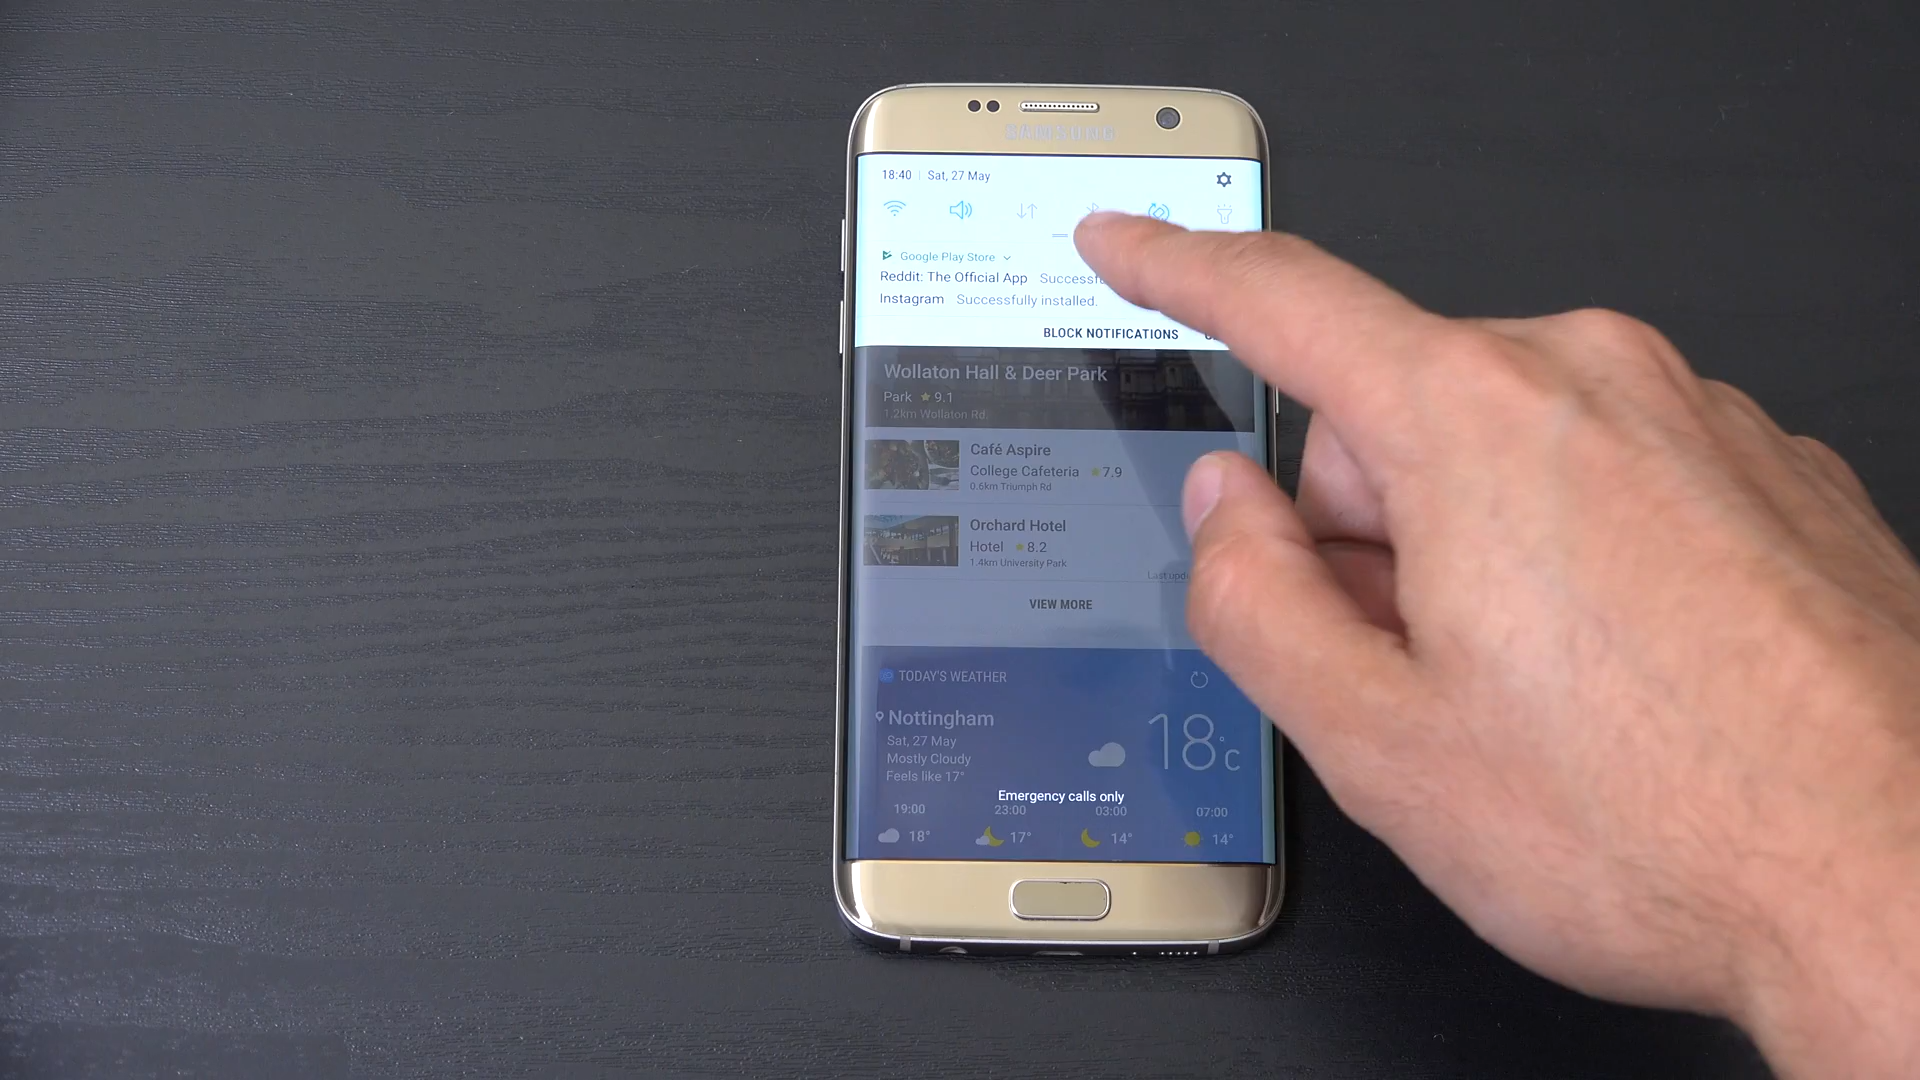 SAMSUNG
18:40 | Sat, 27 May
Google Play Store
Reddit: The Official App Successfu
Instagram Successfully installed.
BLOCK NOTIFICATIONS
Wollaton Hall & Deer Park
Park ★ 9.1
1.2km Wollaton Rd.
Café Aspire
College Cafeteria ★ 7.9
0.6km Triumph Rd
Orchard Hotel
Hotel ★ 8.2
1.4km University Park
Last upd
VIEW MORE
TODAY'S WEATHER
Nottingham
18°C
Sat, 27 May
Mostly Cloudy
Feels like 17°
Emergency calls only
19:00 23:00 03:00 07:00
18° 17° 14° 14°